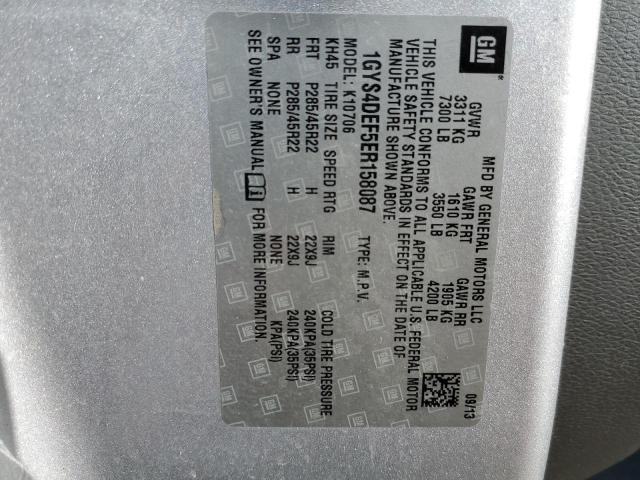 GM
MFD BY GENERAL MOTORS LLC
GVWR GAWR FRT GAWR RR
3311 KG 1610 KG 1905 KG
7300 LB 3550 LB 4200 LB
09/13
THIS VEHICLE CONFORMS TO ALL APPLICABLE U.S. FEDERAL MOTOR
VEHICLE SAFETY STANDARDS IN EFFECT ON THE DATE OF
MANUFACTURE SHOWN ABOVE.
1GYS4DEF5ER158087 TYPE: M.P.V.
MODEL: K10706
KH45 TIRE SIZE SPEED RTG RIM COLD TIRE PRESSURE
FRT P285/45R22 H 22X9J 240KPA(35PSI)
RR P285/45R22 H 22X9J 240KPA(35PSI)
SPA NONE NONE KPA(PSI)
SEE OWNER'S MANUAL FOR MORE INFORMATION.